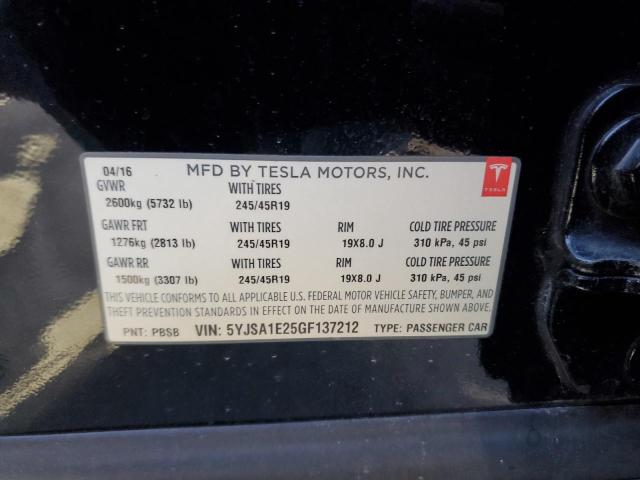 04/16 MFD BY TESLA MOTORS, INC.
GVWR WITH TIRES
2600kg (5732 lb) 245/45R19
TESLA
GAWR FRT WITH TIRES RIM COLD TIRE PRESSURE
1276kg (2813 lb) 245/45R19 19X8.0 J 310 kPa, 45 psi
GAWR RR WITH TIRES RIM COLD TIRE PRESSURE
1500kg (3307 lb) 245/45R19 19X8.0 J 310 kPa, 45 psi
THIS VEHICLE CONFORMS TO ALL APPLICABLE U.S. FEDERAL MOTOR VEHICLE SAFETY, BUMPER, AND
THEFT PREVENTION STANDARDS IN EFFECT ON THE DATE OF MANUFACTURE SHOWN ABOVE.
PNT: PBSB VIN: 5YJSA1E25GF137212 TYPE: PASSENGER CAR